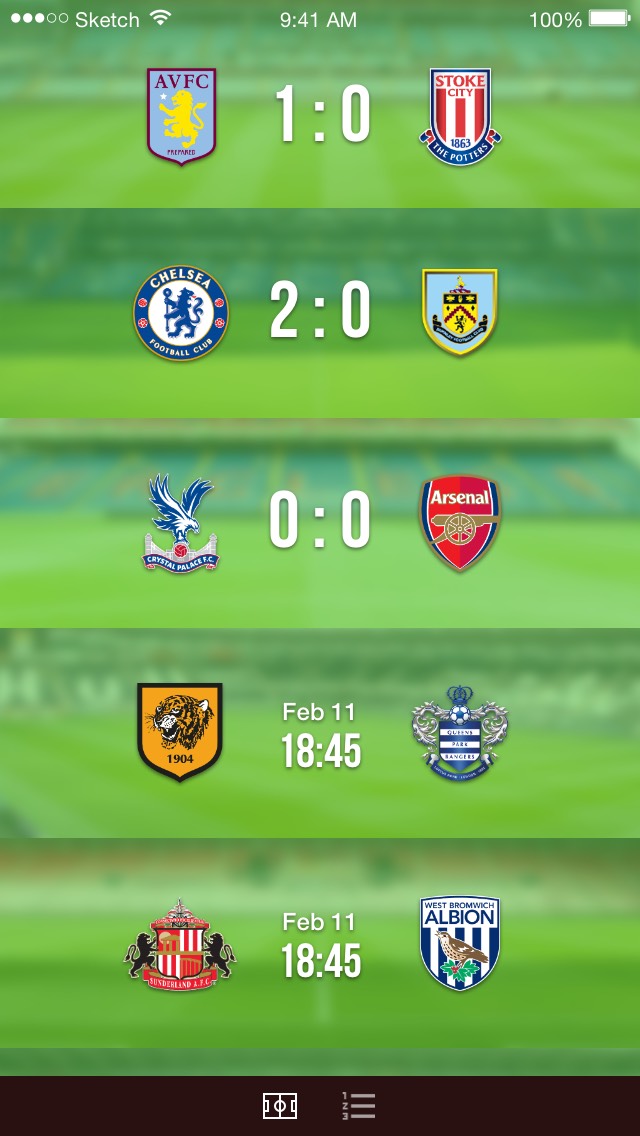 Sketch 9:41 AM 100%
AVFC
PREPARED
1:0
STOKE
CITY
1863
THE POTTERS
CHELSEA
FOOTBALL CLUB
2:0
CRYSTAL PALACE F.C.
0:0
Arsenal
1904
Feb 11
18:45
QUEENS
PARK
RANGERS
SUNDERLAND A.F.C
Feb 11
18:45
WEST BROMWICH
ALBION
1
2
3